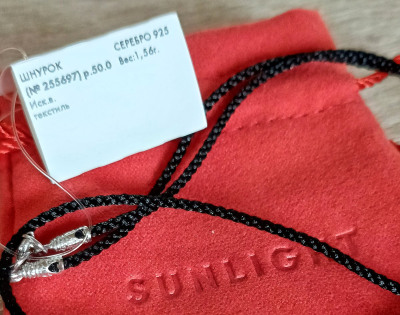 ШНУРОК СЕРЕБРО 925
(№ 255697) р.50.0 Вес:1,56г.
Иск.в.
текстиль
SUNLIGHT